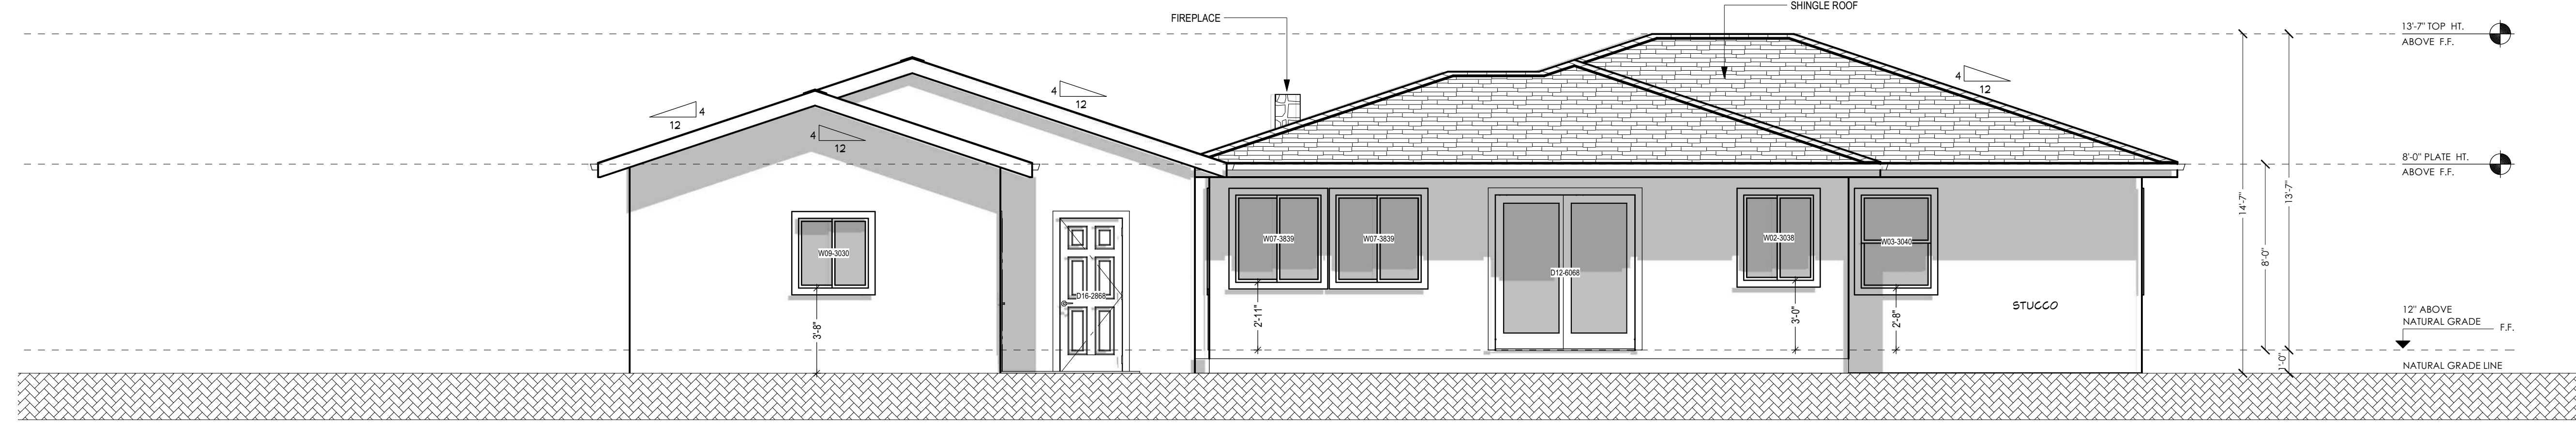 SHINGLE ROOF
FIREPLACE
13'-7" TOP HT.
ABOVE F.F.
4
12
4
12
4
12
4
12
8'-0" PLATE HT.
ABOVE F.F.
14'-7"
13'-7"
8'-0"
1'-0"
W09-3030
D16-2868
W07-3839
W07-3839
D12-6068
W02-3038
W03-3040
3'-8"
2'-11"
3'-0"
2'-8"
STUCCO
12" ABOVE
NATURAL GRADE
F.F.
NATURAL GRADE LINE